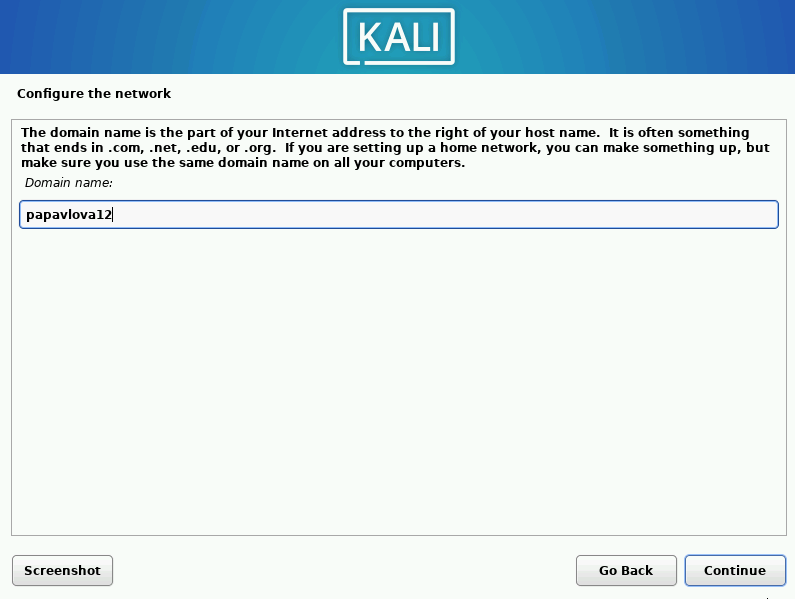 KALI
Configure the network
The domain name is the part of your Internet address to the right of your host name.  It is often something
that ends in .com, .net, .edu, or .org.  If you are setting up a home network, you can make something up, but
make sure you use the same domain name on all your computers.
Domain name:
papavlova12
Screenshot
Go Back
Continue